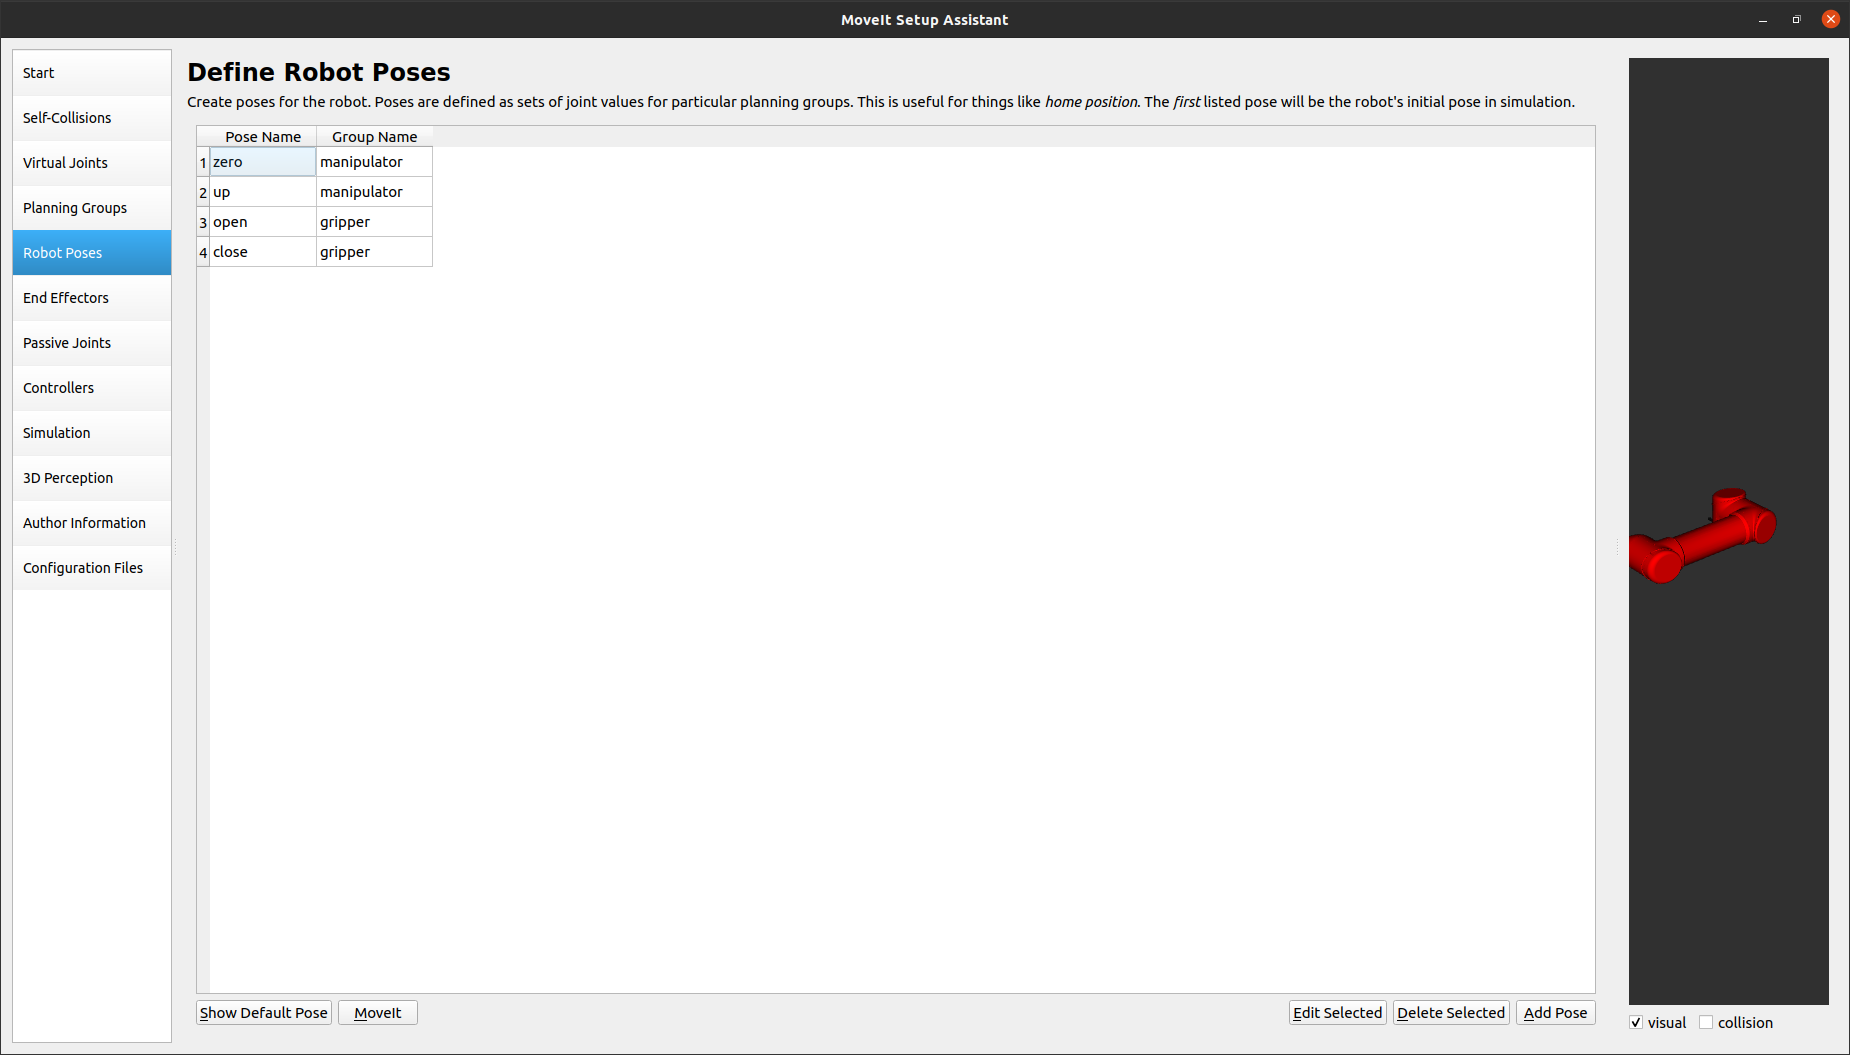 MoveIt Setup Assistant
Start
Self-Collisions
Virtual Joints
Planning Groups
Robot Poses
End Effectors
Passive Joints
Controllers
Simulation
3D Perception
Author Information
Configuration Files
Define Robot Poses
Create poses for the robot. Poses are defined as sets of joint values for particular planning groups. This is useful for things like home position. The first listed pose will be the robot's initial pose in simulation.
Pose Name Group Name
1 zero manipulator
2 up manipulator
3 open gripper
4 close gripper
Show Default Pose MoveIt Edit Selected Delete Selected Add Pose
visual collision